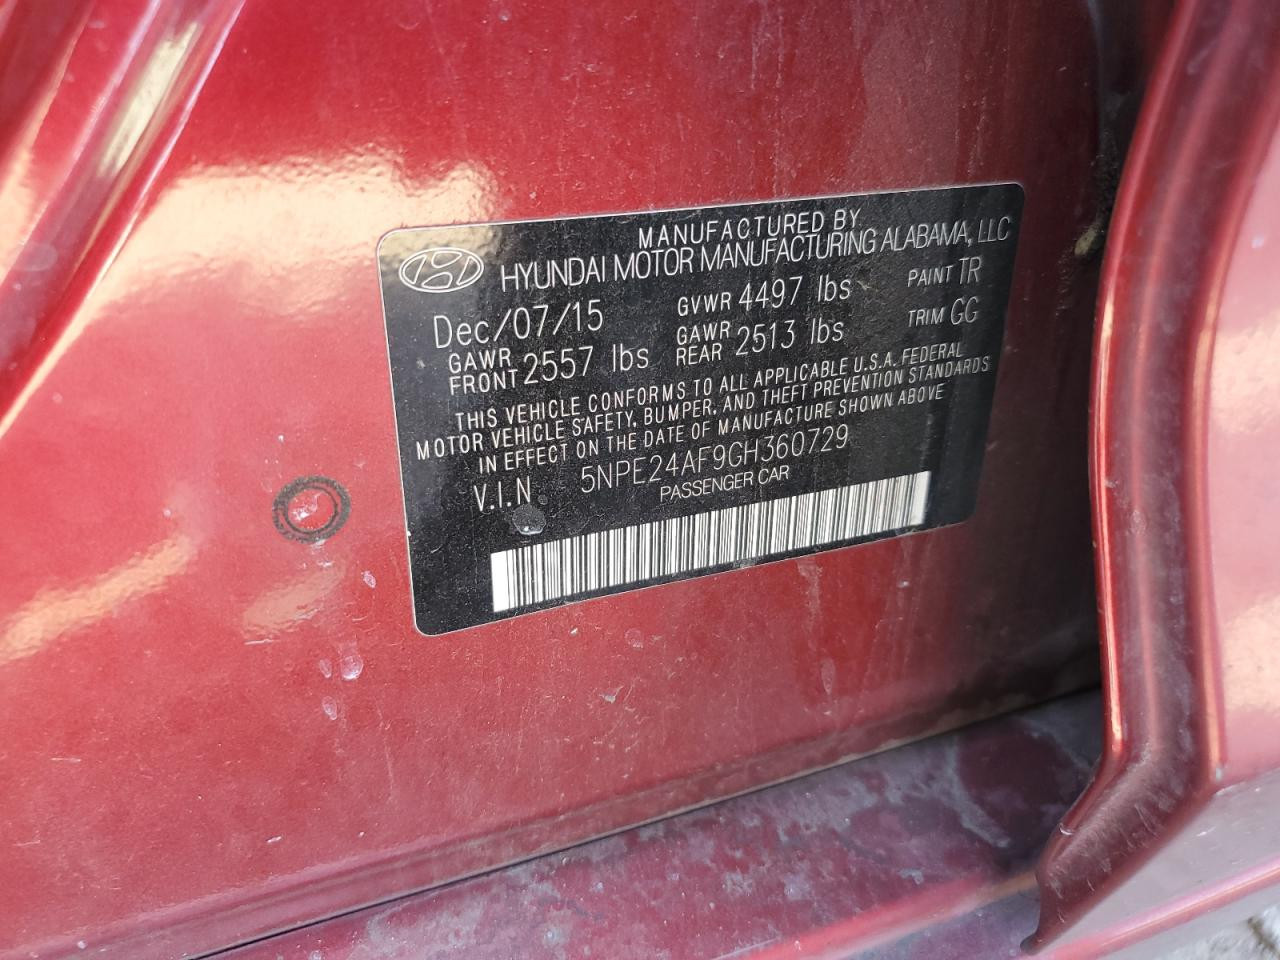 MANUFACTURED BY
HYUNDAI MOTOR MANUFACTURING ALABAMA, LLC
Dec/07/15 GVWR 4497 lbs PAINT TR
GAWR FRONT 2557 lbs GAWR REAR 2513 lbs TRIM GG
THIS VEHICLE CONFORMS TO ALL APPLICABLE U.S.A. FEDERAL
MOTOR VEHICLE SAFETY, BUMPER, AND THEFT PREVENTION STANDARDS
IN EFFECT ON THE DATE OF MANUFACTURE SHOWN ABOVE
V.I.N 5NPE24AF9GH360729
PASSENGER CAR